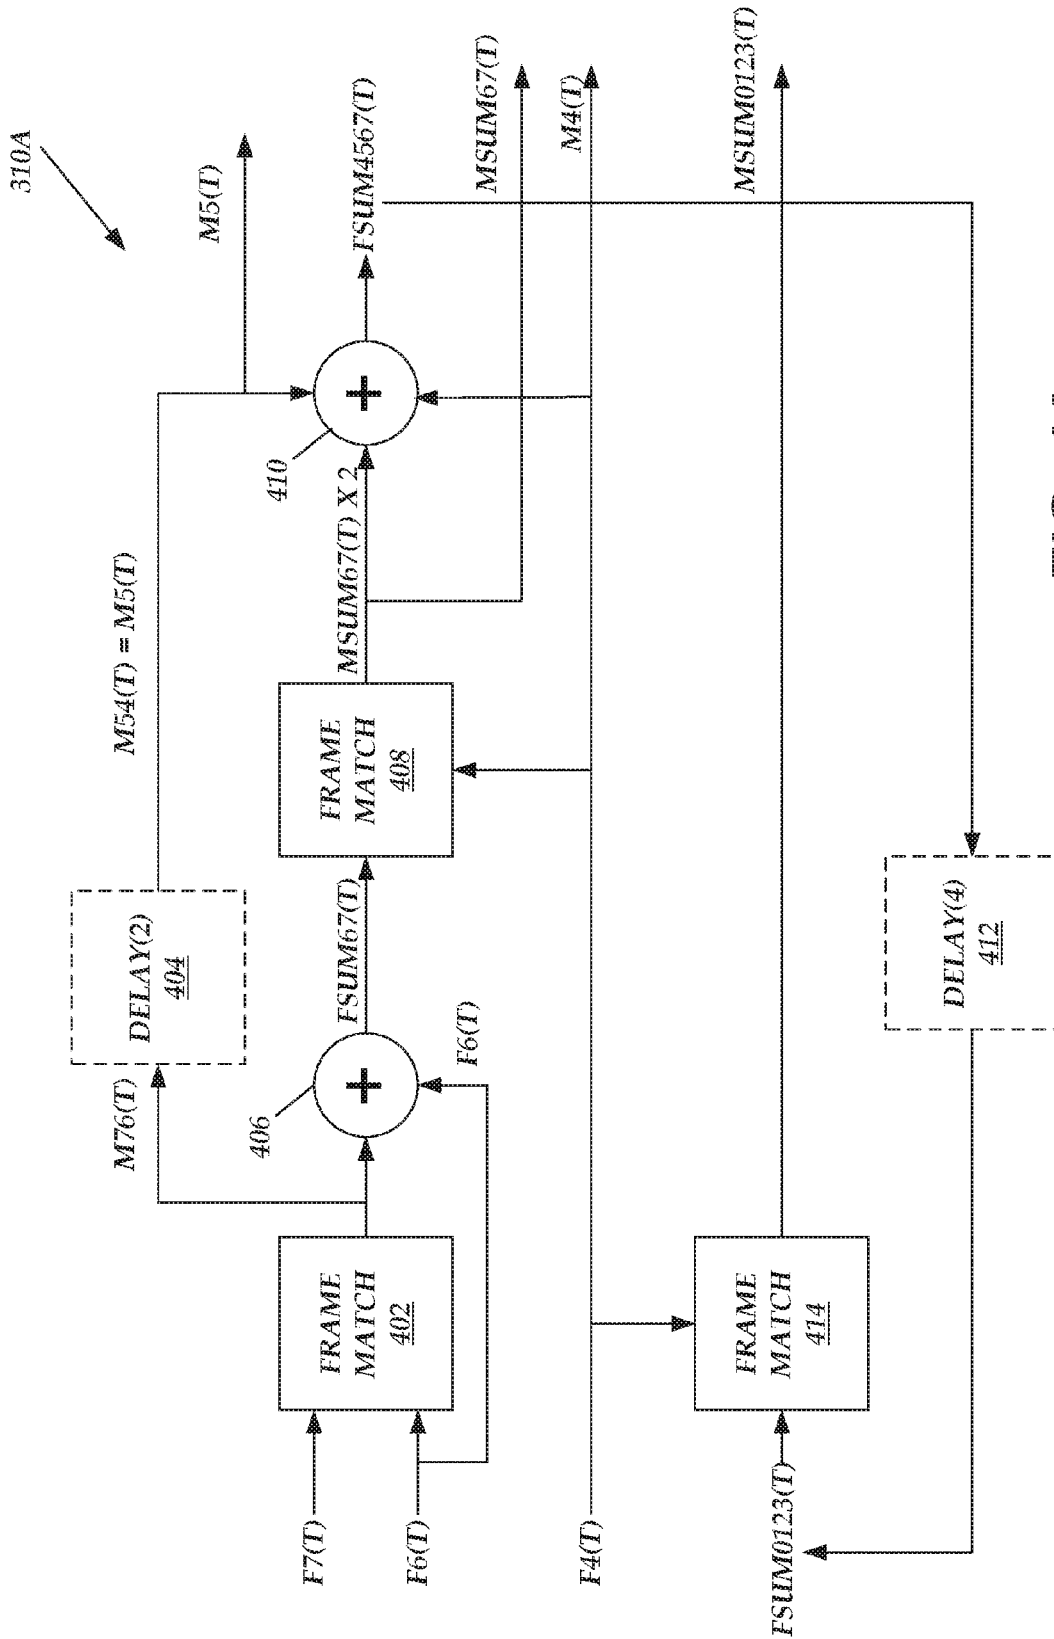 310A
M5(T)
FSUM4567(T)
MSUM67(T)
M4(T)
MSUM0123(T)
M54(T) = M5(T)
410
+
MSUM67(T) X 2
DELAY(2)
404
FRAME
MATCH
408
FSUM67(T)
M76(T)
406
+
F6(T)
DELAY(4)
412
FRAME
MATCH
402
FRAME
MATCH
414
F7(T)
F6(T)
F4(T)
FSUM0123(T)